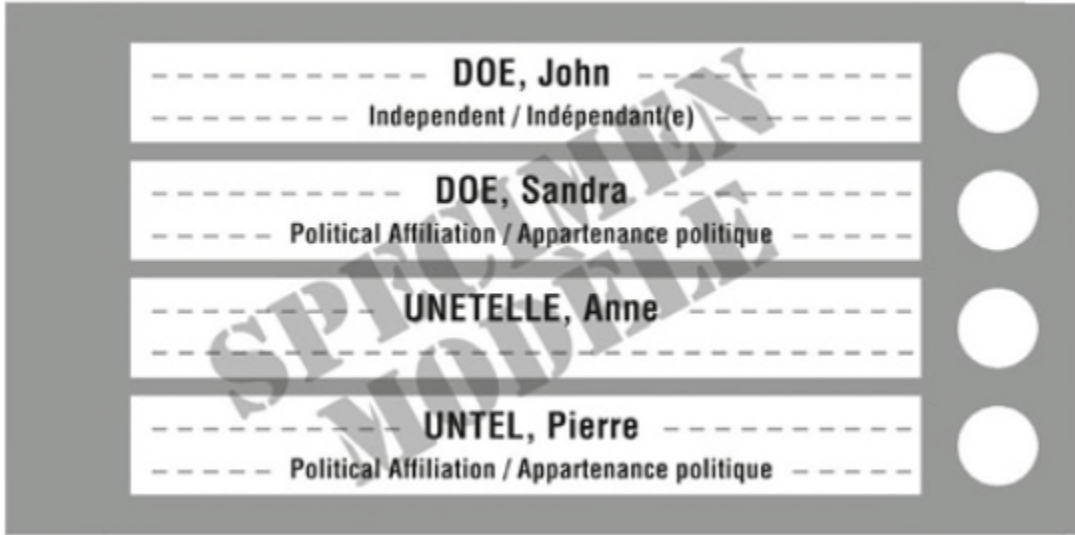 DOE, John
Independent / Indépendant(e)
DOE, Sandra
Political Affiliation / Appartenance politique
UNETELLE, Anne
UNTEL, Pierre
Political Affiliation / Appartenance politique
SPECIMEN
MODÈLE